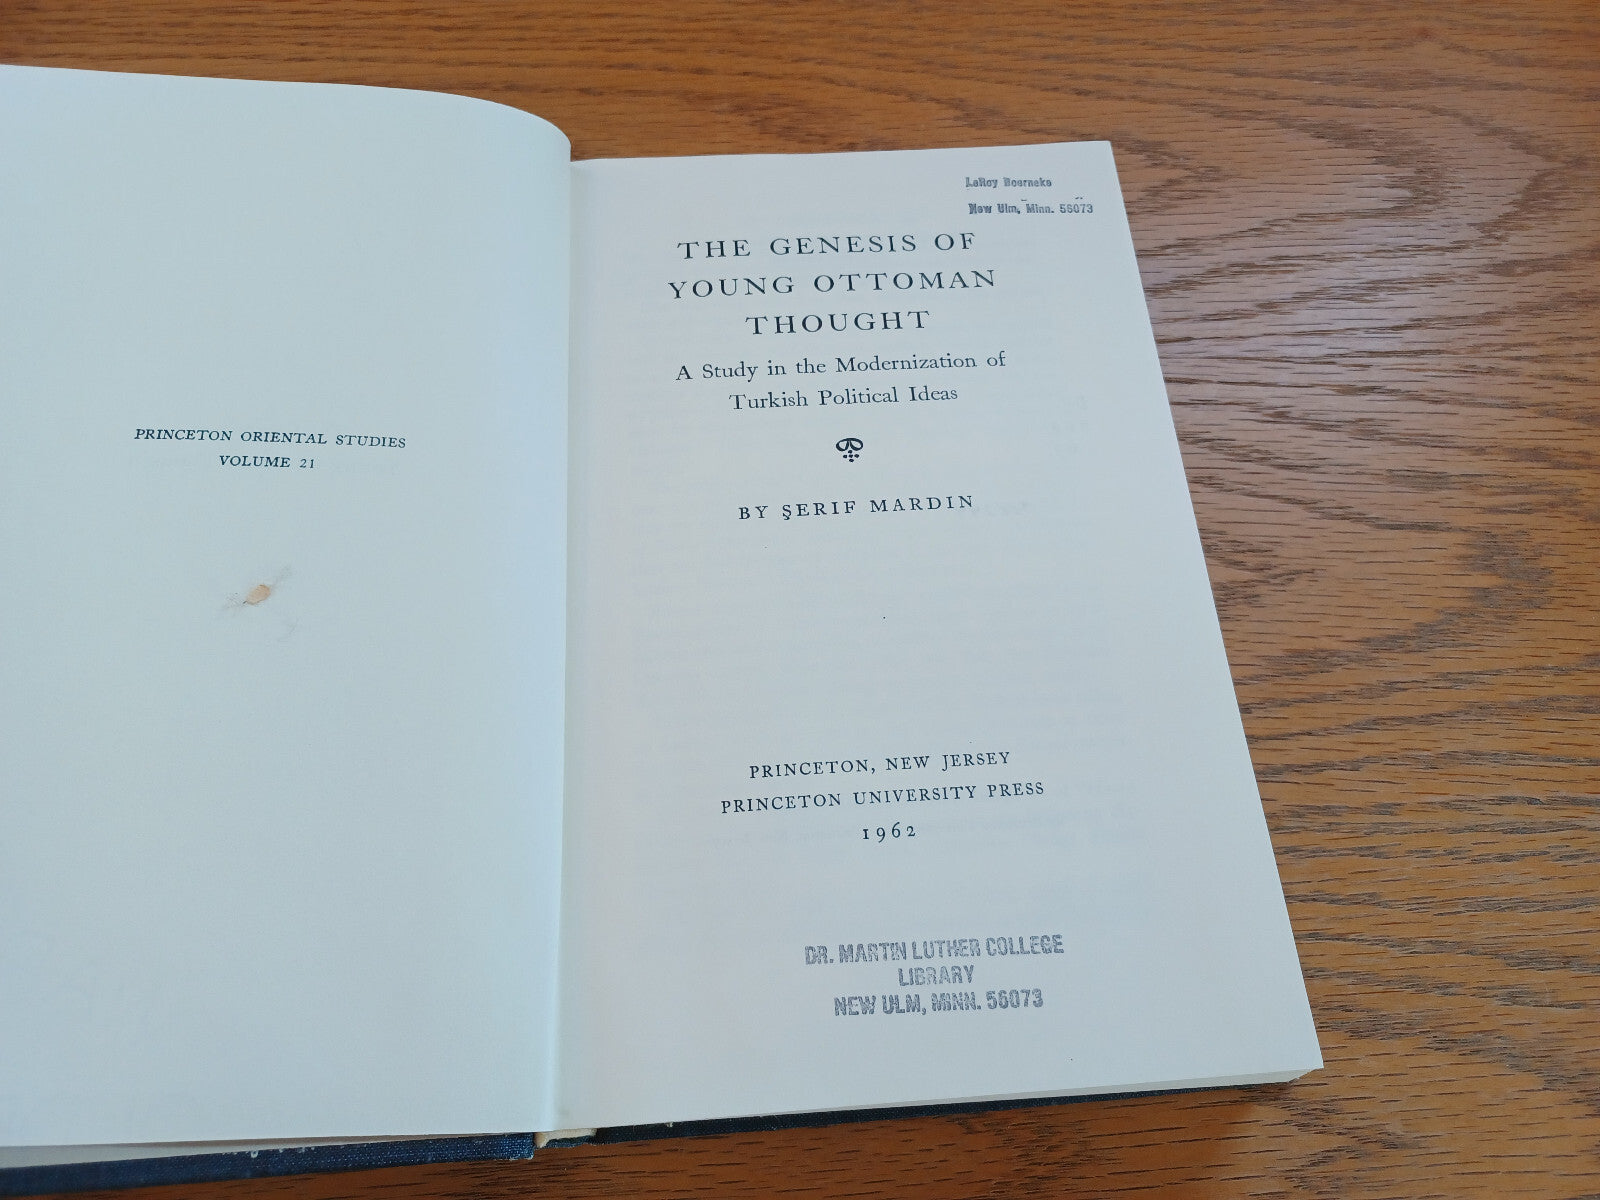 PRINCETON ORIENTAL STUDIES
VOLUME 21
LeRoy Boerneke
New Ulm, Minn. 56073
THE GENESIS OF
YOUNG OTTOMAN
THOUGHT
A Study in the Modernization of
Turkish Political Ideas
BY ŞERIF MARDIN
PRINCETON, NEW JERSEY
PRINCETON UNIVERSITY PRESS
1962
DR. MARTIN LUTHER COLLEGE
LIBRARY
NEW ULM, MINN. 56073